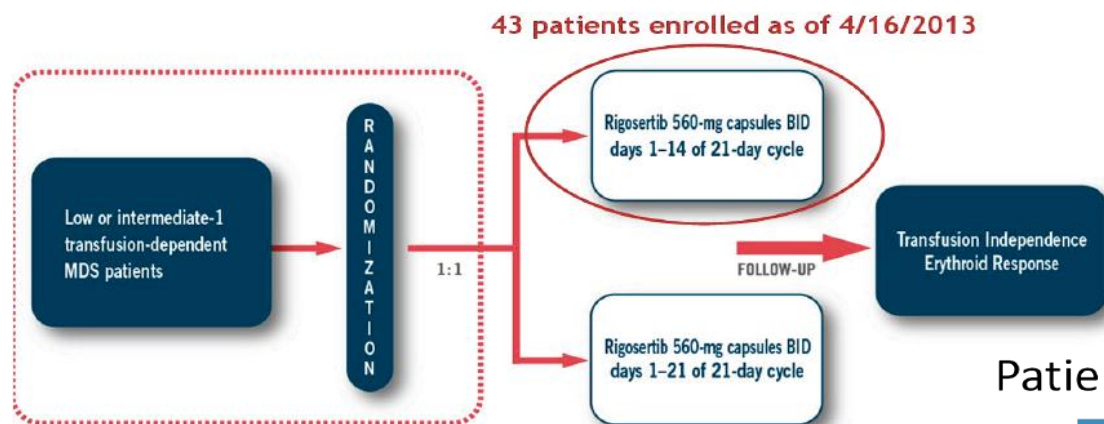 43 patients enrolled as of 4/16/2013
Low or intermediate-1
transfusion-dependent
MDS patients
RANDOMIZATION
1:1
Rigosertib 560-mg capsules BID
days 1–14 of 21-day cycle
Rigosertib 560-mg capsules BID
days 1–21 of 21-day cycle
FOLLOW-UP
Transfusion Independence
Erythroid Response
Patie